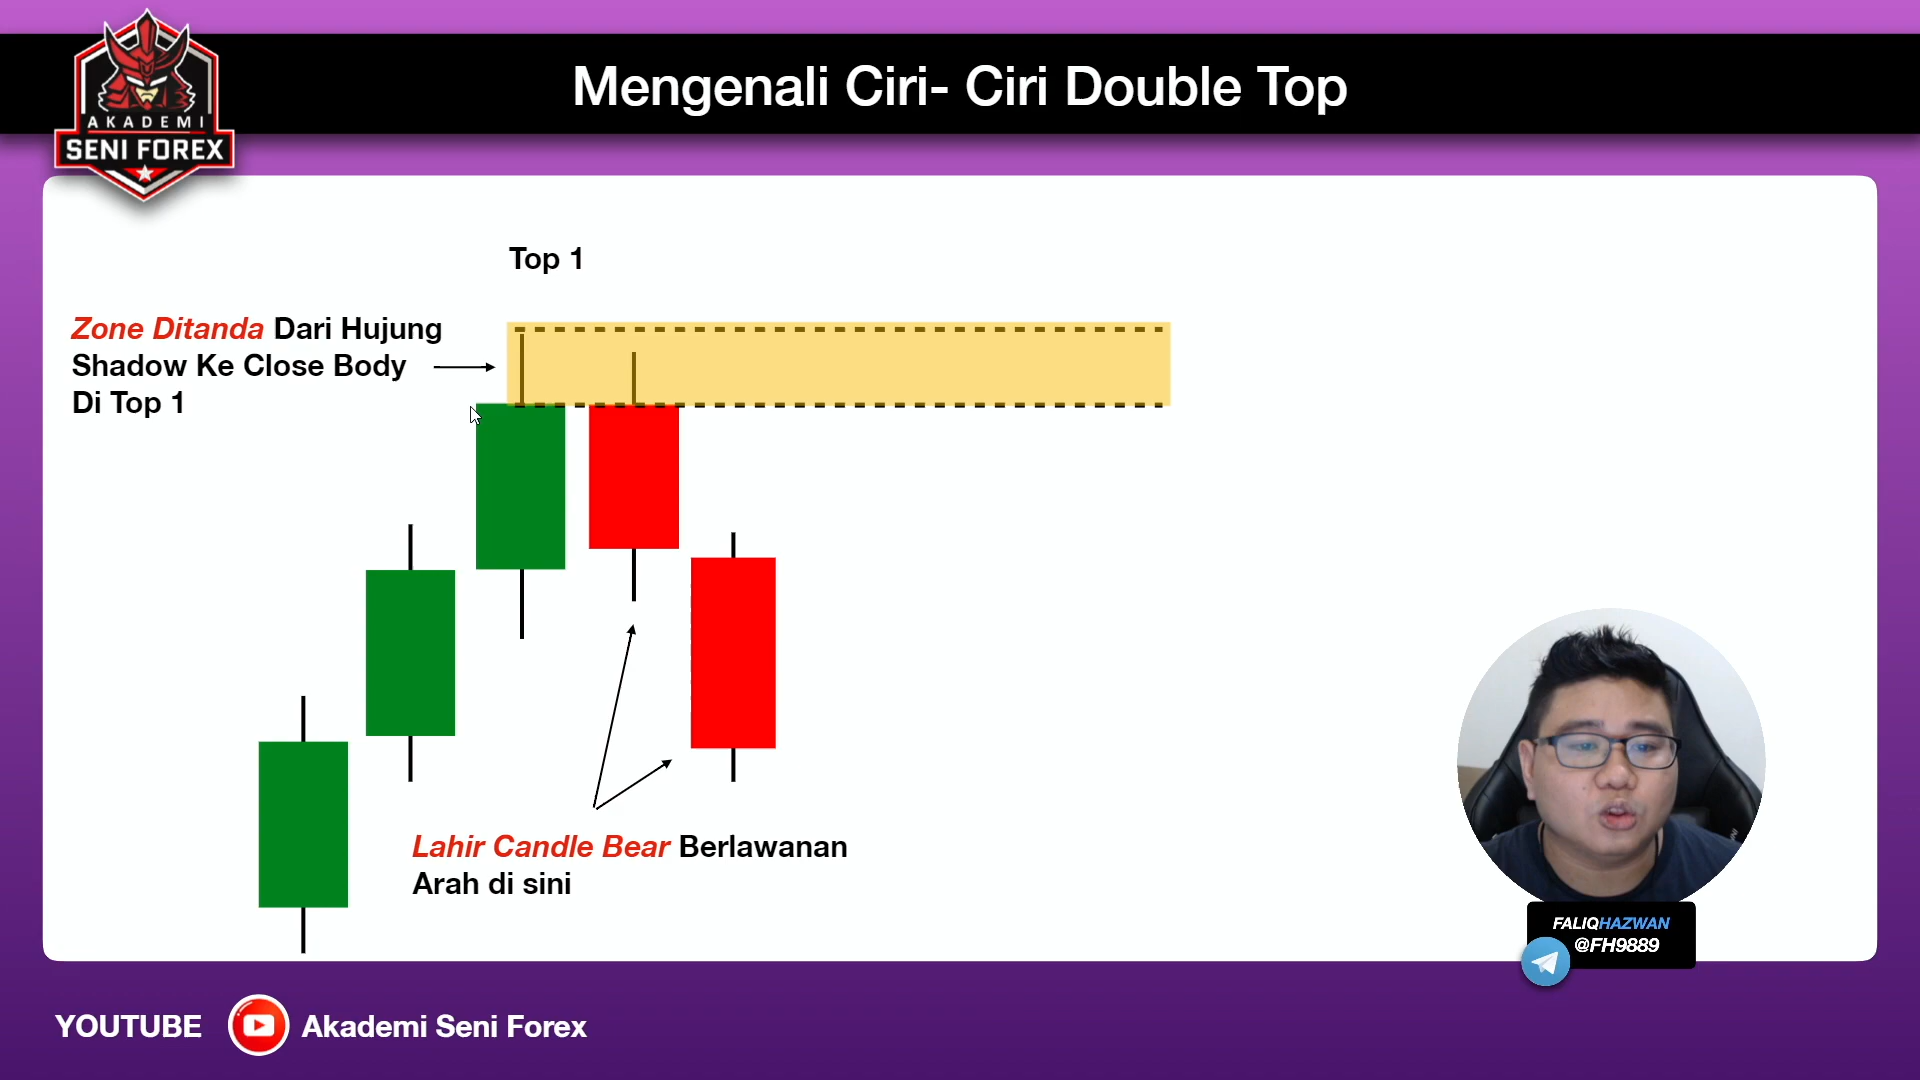 AKADEMI
SENI FOREX
Mengenali Ciri- Ciri Double Top
Top 1
Zone Ditanda Dari Hujung
Shadow Ke Close Body
Di Top 1
Lahir Candle Bear Berlawanan
Arah di sini
FALIQHAZWAN
@FH9889
YOUTUBE Akademi Seni Forex